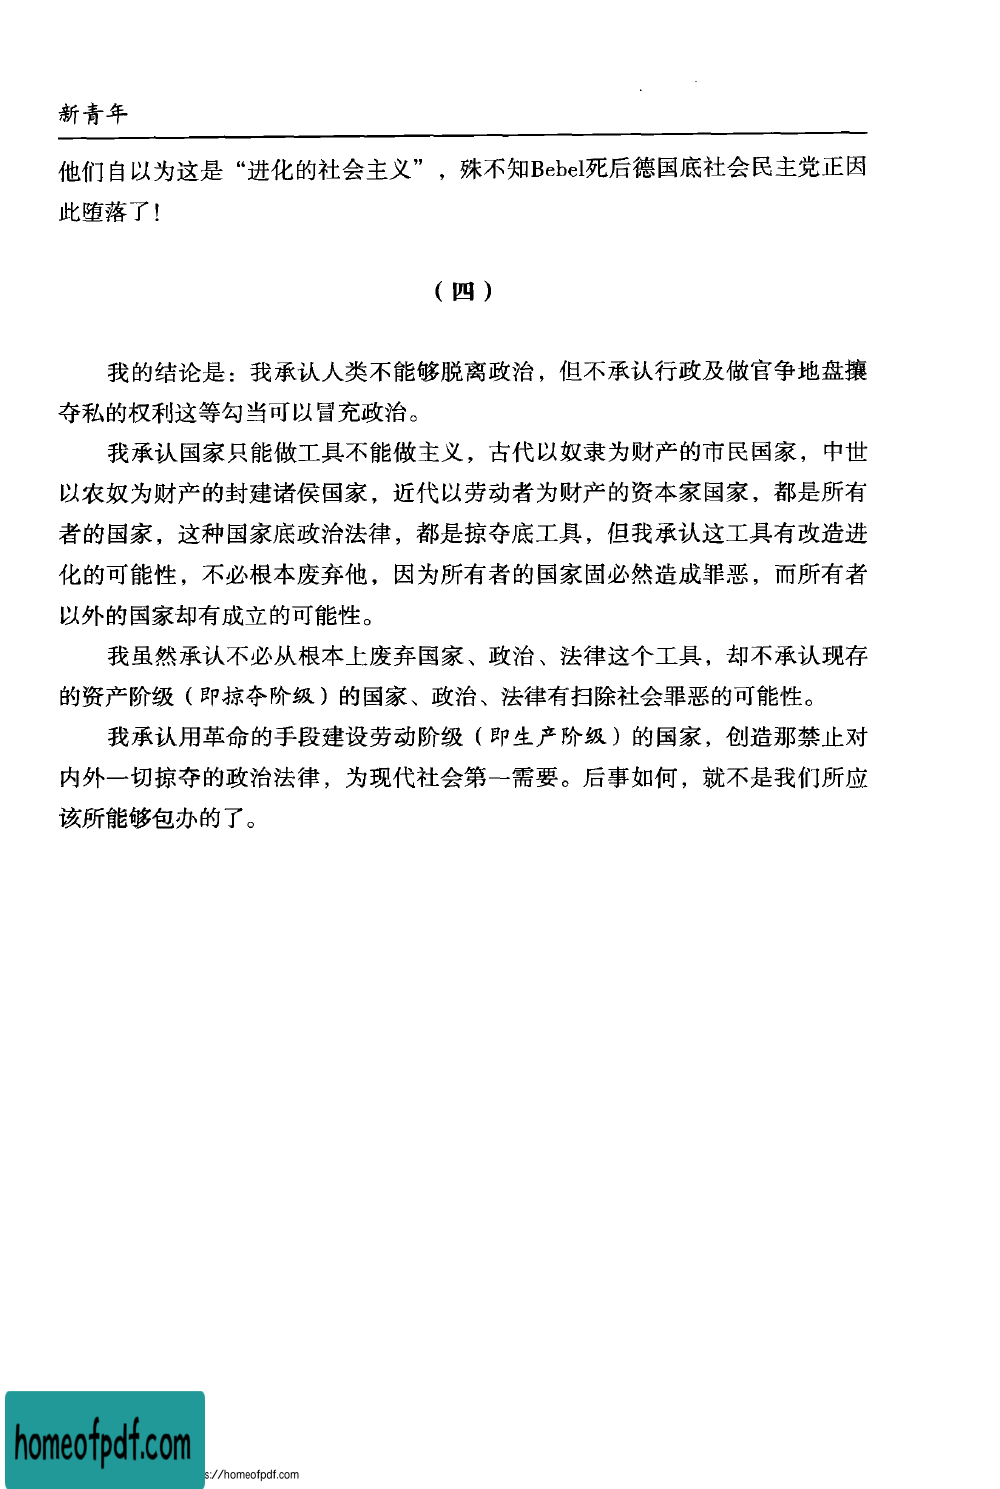 新青年
他们自以为这是“进化的社会主义”，殊不知Bebel死后德国底社会民主党正因
此堕落了！
（四）
我的结论是：我承认人类不能够脱离政治，但不承认行政及做官争地盘攘
夺私的权利这等勾当可以冒充政治。
我承认国家只能做工具不能做主义，古代以奴隶为财产的市民国家，中世
以农奴为财产的封建诸侯国家，近代以劳动者为财产的资本家国家，都是所有
者的国家，这种国家底政治法律，都是掠夺底工具，但我承认这工具有改造进
化的可能性，不必根本废弃他，因为所有者的国家固必然造成罪恶，而所有者
以外的国家却有成立的可能性。
我虽然承认不必从根本上废弃国家、政治、法律这个工具，却不承认现存
的资产阶级（即掠夺阶级）的国家、政治、法律有扫除社会罪恶的可能性。
我承认用革命的手段建设劳动阶级（即生产阶级）的国家，创造那禁止对
内外一切掠夺的政治法律，为现代社会第一需要。后事如何，就不是我们所应
该所能够包办的了。
homeofpdf.com
s://homeofpdf.com